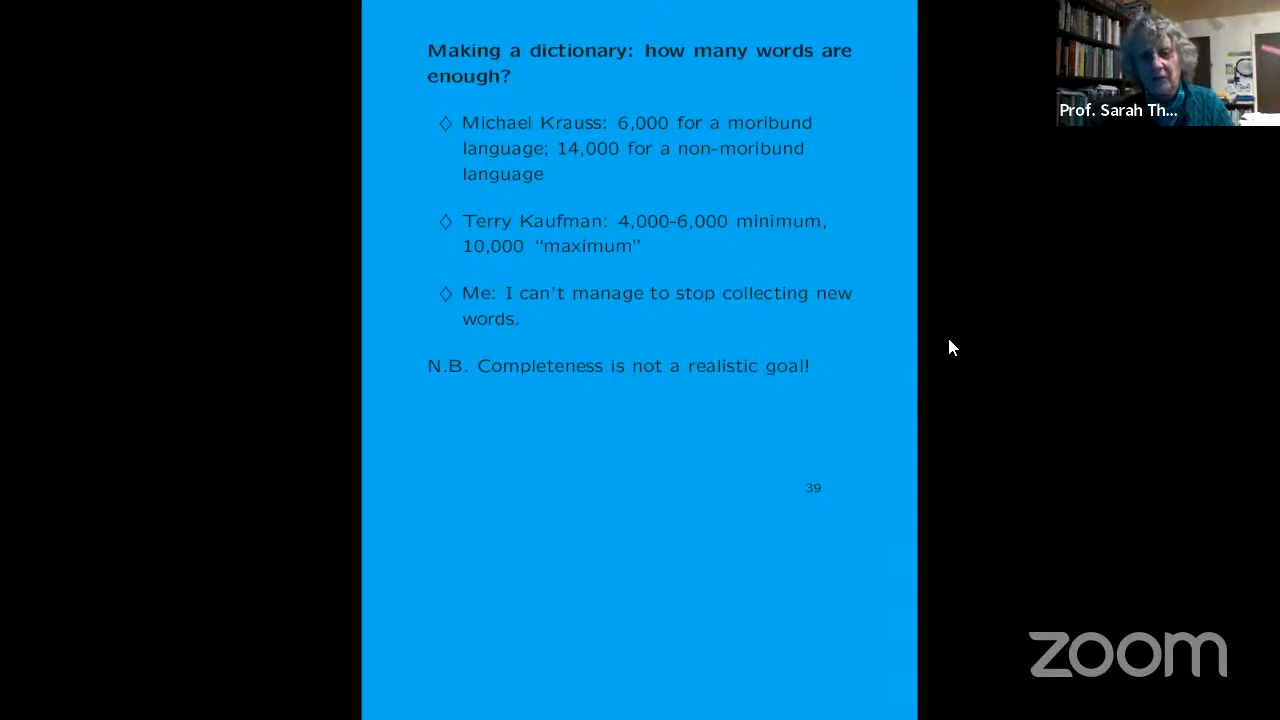 Making a dictionary: how many words are
enough?
◇ Michael Krauss: 6,000 for a moribund
language; 14,000 for a non-moribund
language
◇ Terry Kaufman: 4,000-6,000 minimum,
10,000 “maximum”
◇ Me: I can't manage to stop collecting new
words.
N.B. Completeness is not a realistic goal!
39
Prof. Sarah Th...
zoom